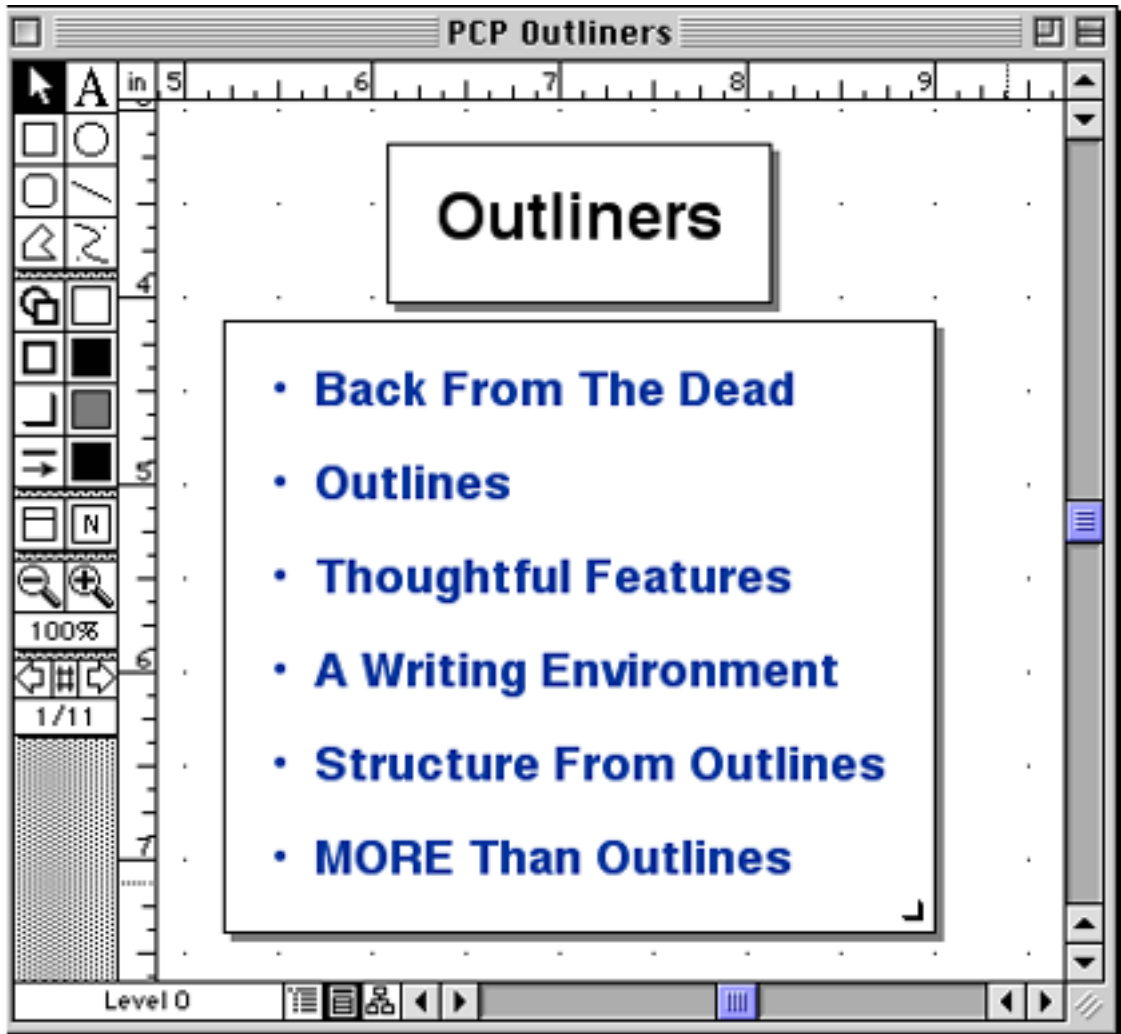 PCP Outliners
A
in 5 6 7 8 9
Outliners
4
• Back From The Dead
5
• Outlines
N
• Thoughtful Features
100%
6
• A Writing Environment
#
1/11
• Structure From Outlines
7
• MORE Than Outlines
Level 0